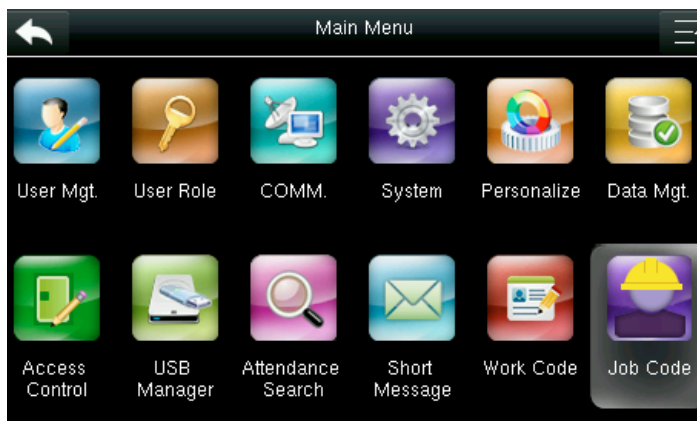 Main Menu
User Mgt.
User Role
COMM.
System
Personalize
Data Mgt.
Access
Control
USB
Manager
Attendance
Search
Short
Message
Work Code
Job Code